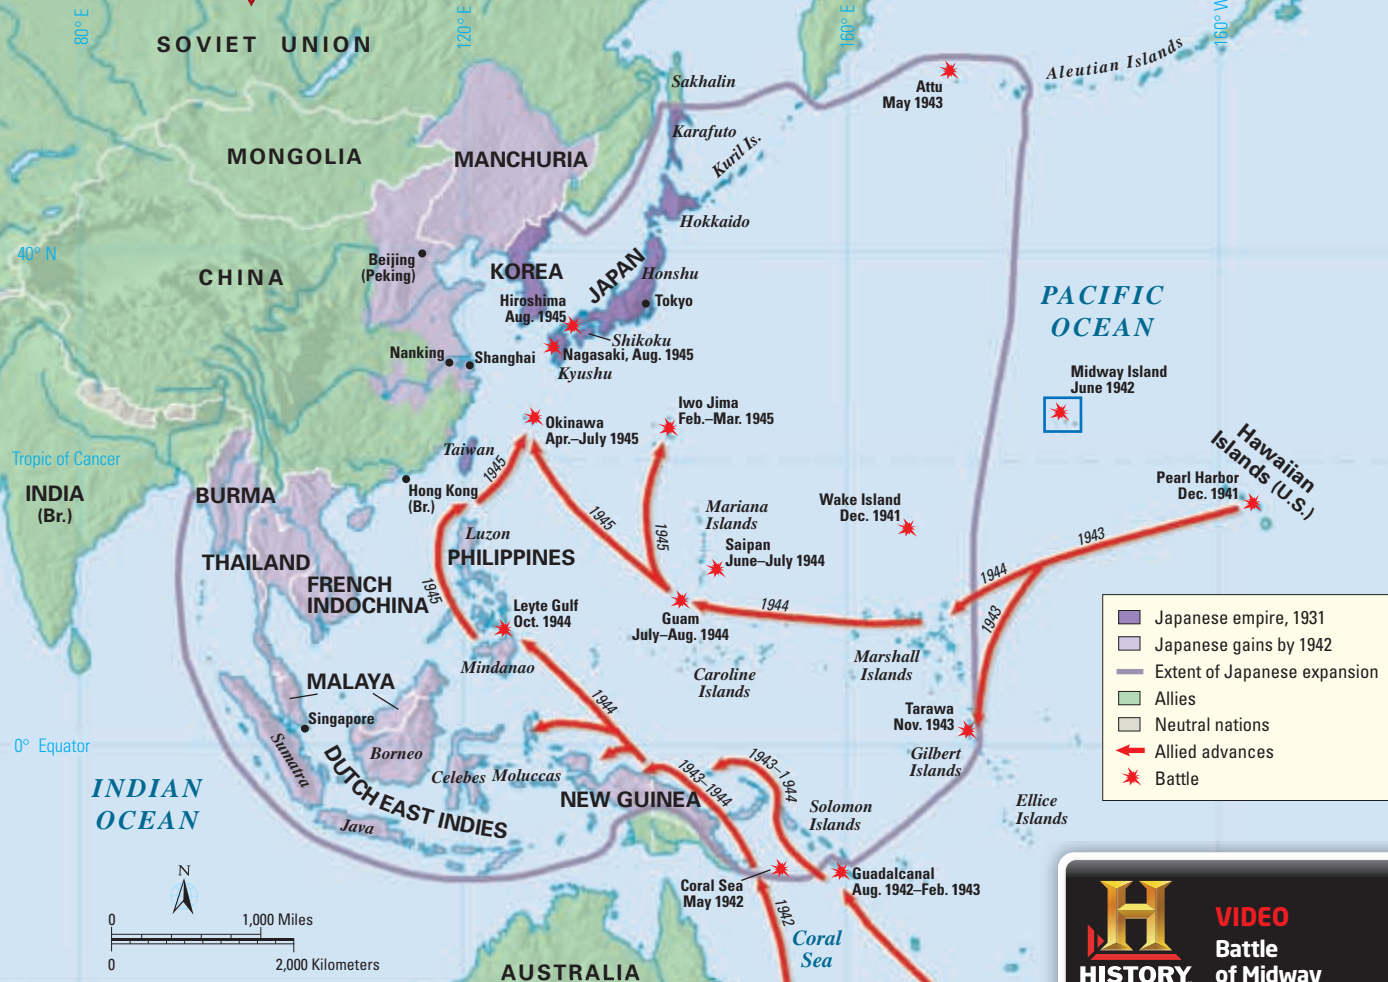 80° E
120° E
160° E
160° W
SOVIET UNION
Sakhalin
Aleutian Islands
Attu
May 1943
Karafuto
Kuril Is.
MONGOLIA
MANCHURIA
Hokkaido
40° N
Beijing
(Peking)
CHINA
KOREA
JAPAN
Honshu
Tokyo
Hiroshima
Aug. 1945
Shikoku
Nagasaki, Aug. 1945
Kyushu
PACIFIC
OCEAN
Nanking
Shanghai
Midway Island
June 1942
Iwo Jima
Feb.–Mar. 1945
Okinawa
Apr.–July 1945
Taiwan
1945
Tropic of Cancer
Hawaiian
Islands (U.S.)
Pearl Harbor
Dec. 1941
INDIA
(Br.)
BURMA
Hong Kong
(Br.)
Wake Island
Dec. 1941
Mariana
Islands
1945
1945
Luzon
PHILIPPINES
Saipan
June–July 1944
1943
1944
THAILAND
FRENCH
INDOCHINA
1945
Leyte Gulf
Oct. 1944
Guam
July–Aug. 1944
1944
1943
Mindanao
Caroline
Islands
Marshall
Islands
MALAYA
Singapore
1944
Tarawa
Nov. 1943
Gilbert
Islands
0° Equator
Sumatra
Borneo
Celebes
Moluccas
DUTCH EAST INDIES
Java
NEW GUINEA
1943–1944
1943–1944
Solomon
Islands
Ellice
Islands
INDIAN
OCEAN
Coral Sea
May 1942
Guadalcanal
Aug. 1942–Feb. 1943
1942
Coral
Sea
AUSTRALIA
N
0
1,000 Miles
0
2,000 Kilometers
Japanese empire, 1931
Japanese gains by 1942
Extent of Japanese expansion
Allies
Neutral nations
Allied advances
Battle
H
HISTORY
VIDEO
Battle
of Midway